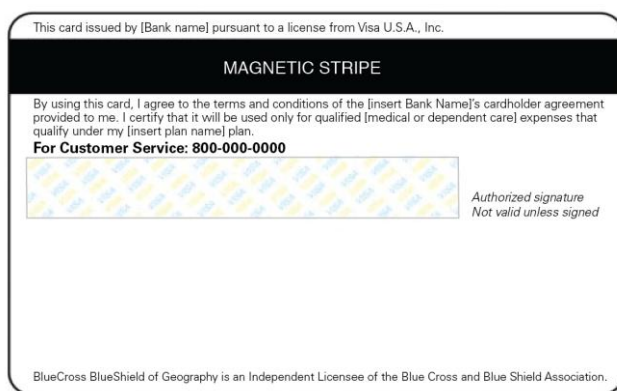 This card issued by [Bank name] pursuant to a license from Visa U.S.A., Inc.
MAGNETIC STRIPE
By using this card, I agree to the terms and conditions of the [insert Bank Name]'s cardholder agreement
provided to me. I certify that it will be used only for qualified [medical or dependent care] expenses that
qualify under my [insert plan name] plan.
For Customer Service: 800-000-0000
Authorized signature
Not valid unless signed
BlueCross BlueShield of Geography is an Independent Licensee of the Blue Cross and Blue Shield Association.